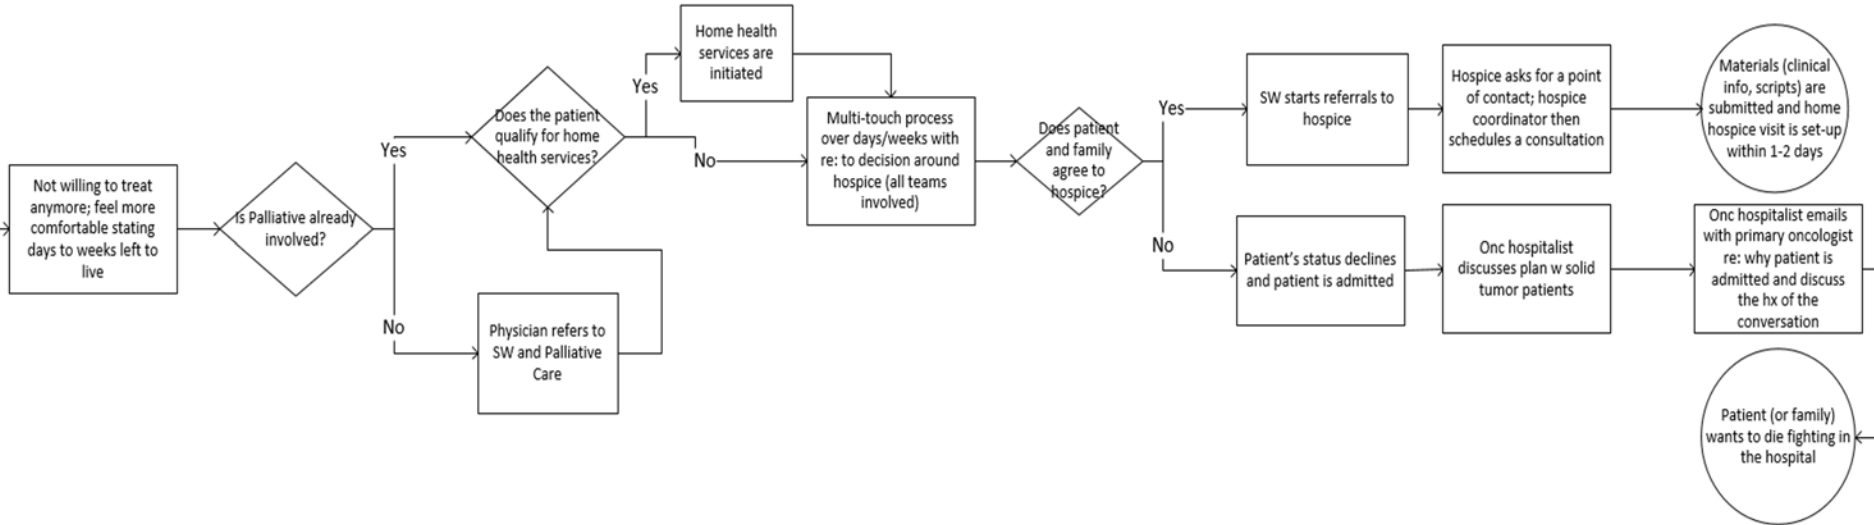 Not willing to treat
anymore; feel more
comfortable stating
days to weeks left to
live
Is Palliative already
involved?
Yes
No
Physician refers to
SW and Palliative
Care
Does the patient
qualify for home
health services?
Yes
No
Home health
services are
initiated
Multi-touch process
over days/weeks with
re: to decision around
hospice (all teams
involved)
Does patient
and family
agree to
hospice?
Yes
No
SW starts referrals to
hospice
Hospice asks for a point
of contact; hospice
coordinator then
schedules a consultation
Materials (clinical
info, scripts) are
submitted and home
hospice visit is set-up
within 1-2 days
Patient’s status declines
and patient is admitted
Onc hospitalist
discusses plan w solid
tumor patients
Onc hospitalist emails
with primary oncologist
re: why patient is
admitted and discuss
the hx of the
conversation
Patient (or family)
wants to die fighting in
the hospital